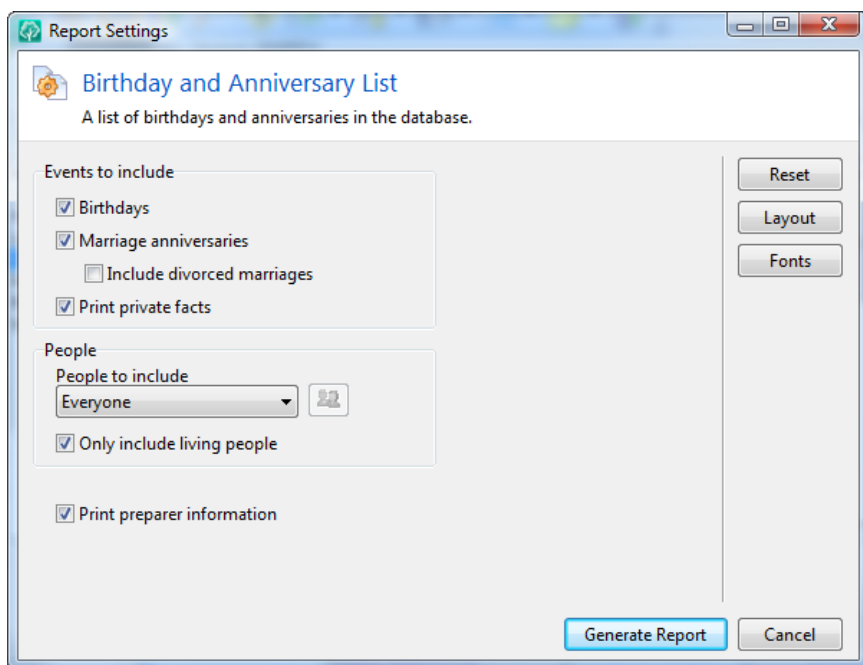 Report Settings
Birthday and Anniversary List
A list of birthdays and anniversaries in the database.
Events to include
Birthdays
Marriage anniversaries
Include divorced marriages
Print private facts
People
People to include
Everyone
Only include living people
Print preparer information
Reset
Layout
Fonts
Generate Report
Cancel